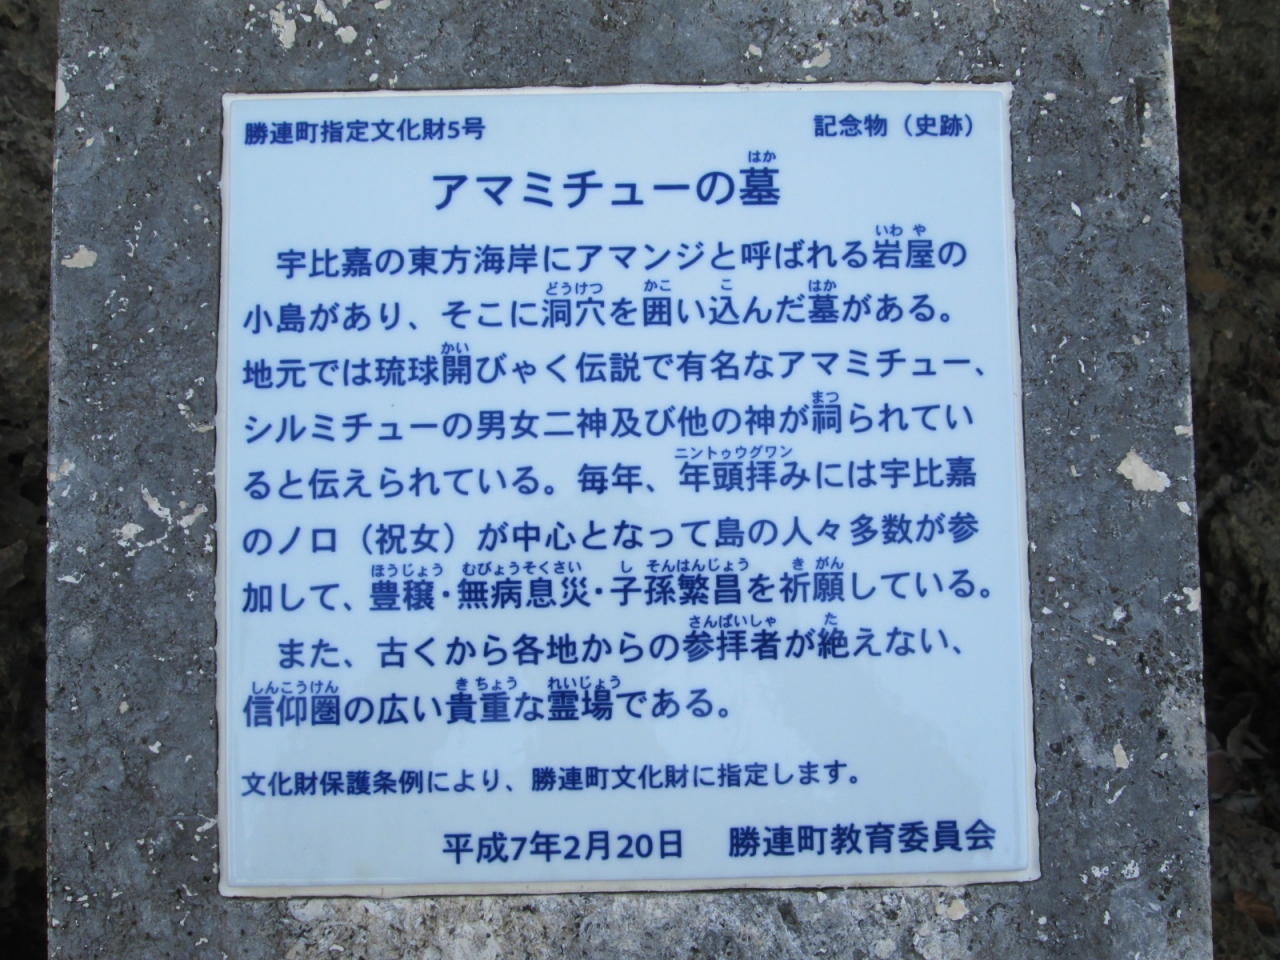 勝連町指定文化財5号　記念物（史跡）
アマミチューの墓
宇比嘉の東方海岸にアマンジと呼ばれる岩屋の
小島があり、そこに洞穴を囲い込んだ墓がある。
地元では琉球開びゃく伝説で有名なアマミチュー、
シルミチューの男女二神及び他の神が祠られてい
ると伝えられている。毎年、年頭拝みには宇比嘉
のノロ（祝女）が中心となって島の人々多数が参
加して、豊穣・無病息災・子孫繁昌を祈願している。
また、古くから各地からの参拝者が絶えない、
信仰圏の広い貴重な霊場である。
文化財保護条例により、勝連町文化財に指定します。
平成7年2月20日　勝連町教育委員会